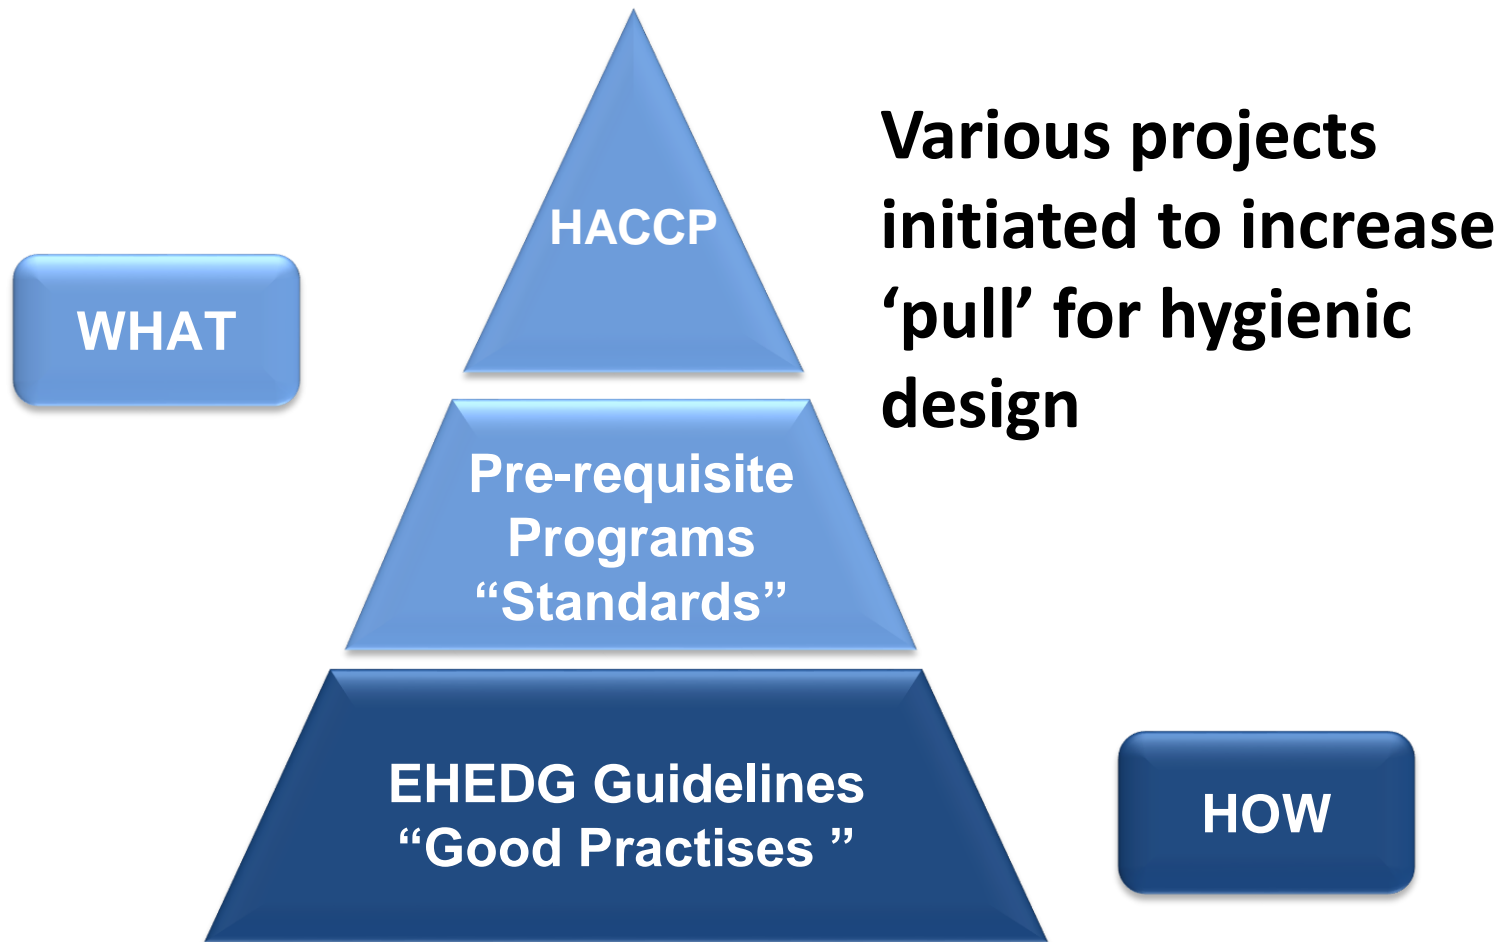 HACCP
Various projects
initiated to increase
‘pull’ for hygienic
design
WHAT
Pre-requisite
Programs
“Standards”
EHEDG Guidelines
“Good Practises ”
HOW